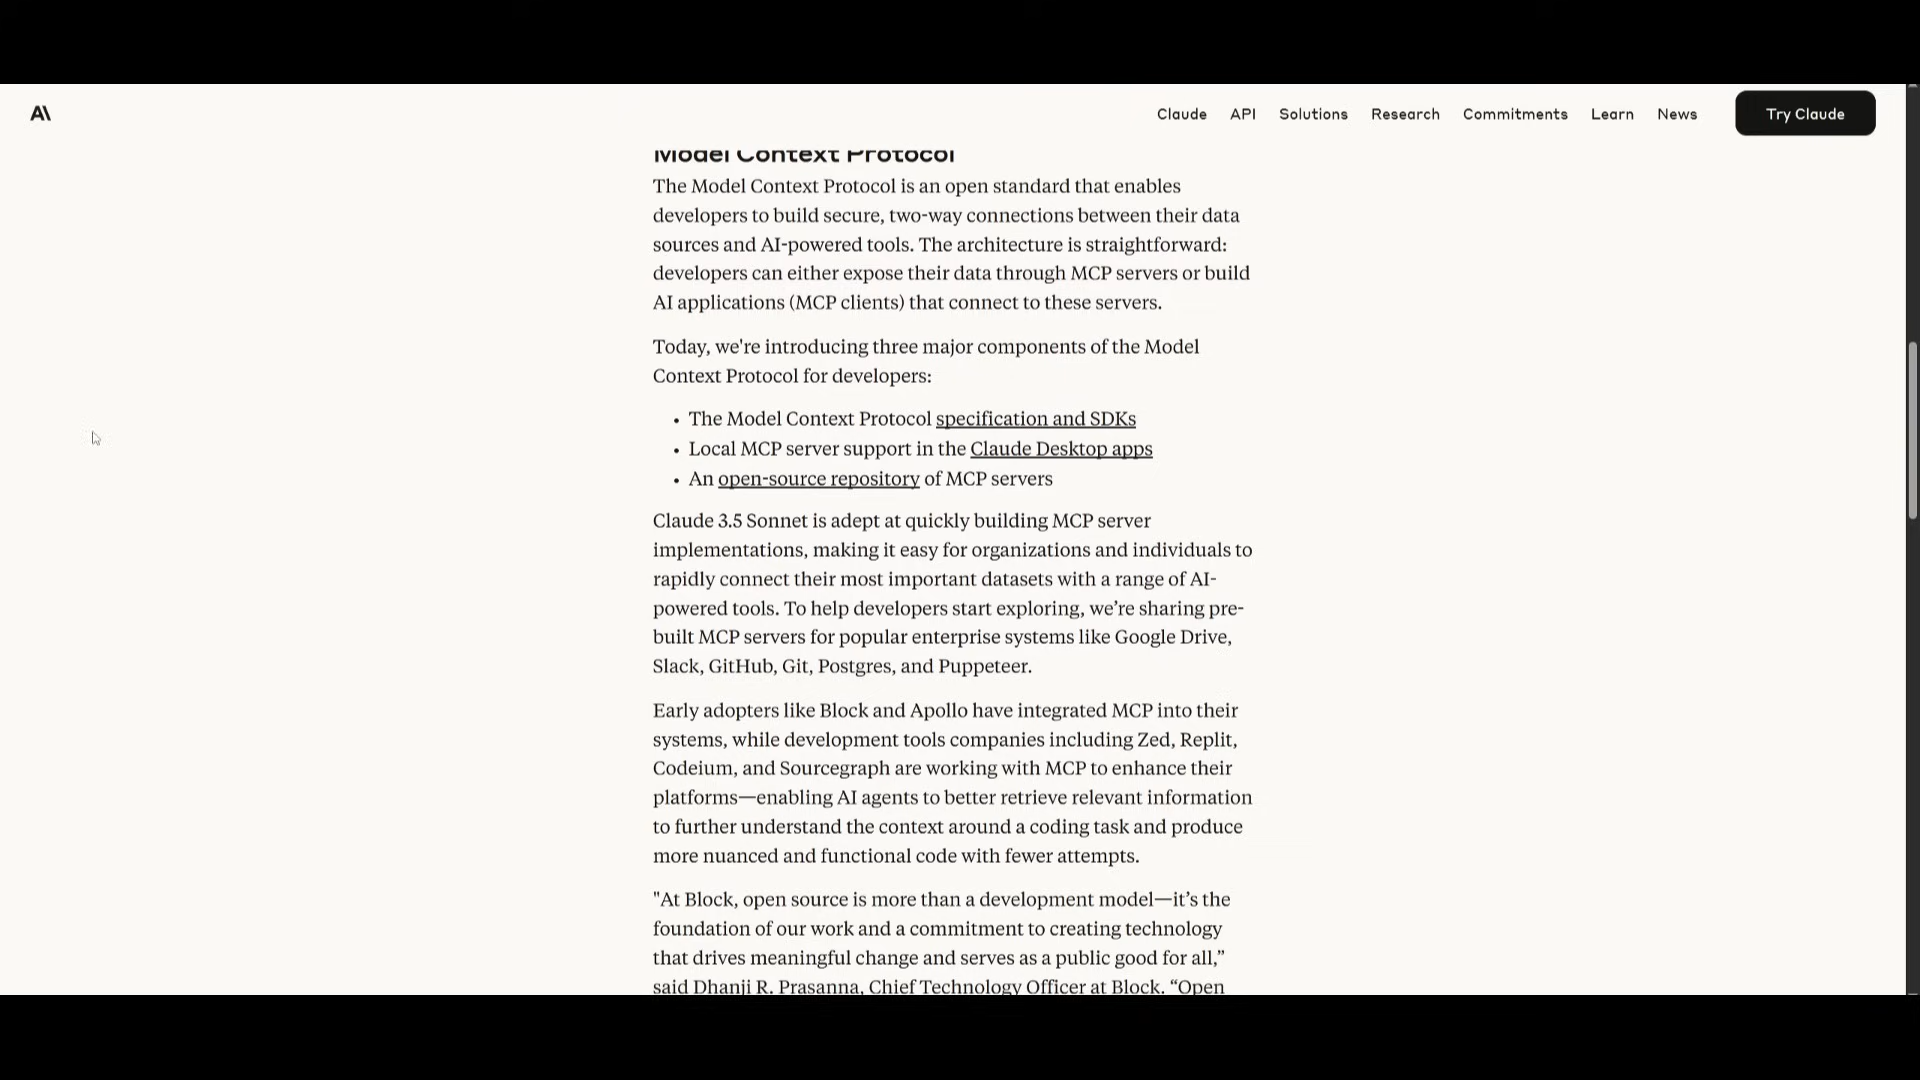 A\
Claude API Solutions Research Commitments Learn News Try Claude
Model Context Protocol
The Model Context Protocol is an open standard that enables
developers to build secure, two-way connections between their data
sources and AI-powered tools. The architecture is straightforward:
developers can either expose their data through MCP servers or build
AI applications (MCP clients) that connect to these servers.
Today, we're introducing three major components of the Model
Context Protocol for developers:
• The Model Context Protocol specification and SDKs
• Local MCP server support in the Claude Desktop apps
• An open-source repository of MCP servers
Claude 3.5 Sonnet is adept at quickly building MCP server
implementations, making it easy for organizations and individuals to
rapidly connect their most important datasets with a range of AI-
powered tools. To help developers start exploring, we’re sharing pre-
built MCP servers for popular enterprise systems like Google Drive,
Slack, GitHub, Git, Postgres, and Puppeteer.
Early adopters like Block and Apollo have integrated MCP into their
systems, while development tools companies including Zed, Replit,
Codeium, and Sourcegraph are working with MCP to enhance their
platforms—enabling AI agents to better retrieve relevant information
to further understand the context around a coding task and produce
more nuanced and functional code with fewer attempts.
"At Block, open source is more than a development model—it’s the
foundation of our work and a commitment to creating technology
that drives meaningful change and serves as a public good for all,”
said Dhanji R. Prasanna, Chief Technology Officer at Block. “Open